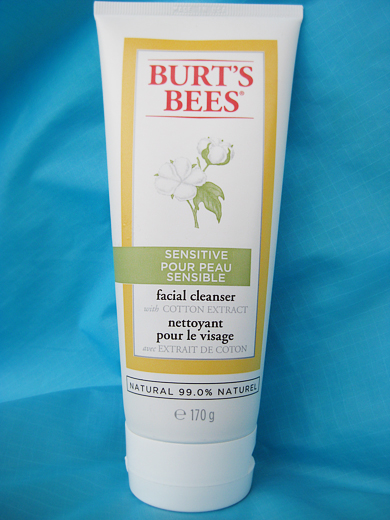 BURT'S
BEES®
SENSITIVE
POUR PEAU
SENSIBLE
facial cleanser
with COTTON EXTRACT
nettoyant
pour le visage
avec EXTRAIT DE COTON
NATURAL 99.0% NATUREL
℮ 170 g